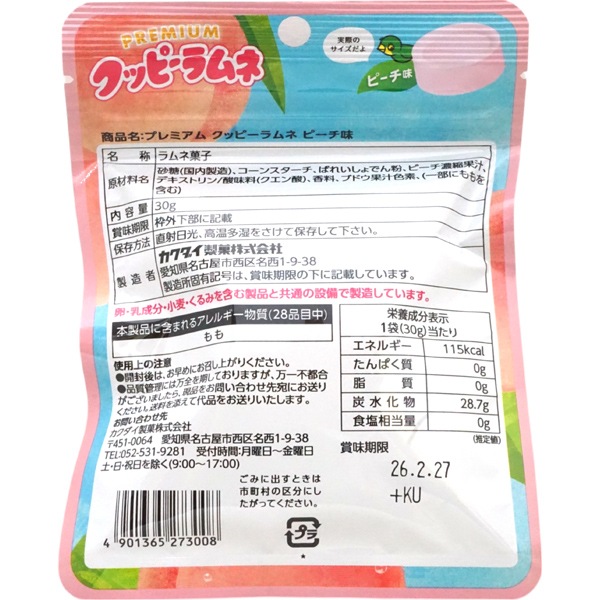 PREMIUM
クッピーラムネ
実際の
サイズだよ
ピーチ味
商品名:プレミアム クッピーラムネ ピーチ味
名 称 ラムネ菓子
原材料名 砂糖(国内製造)、コーンスターチ、ばれいしょでん粉、ピーチ濃縮果汁、
デキストリン/酸味料(クエン酸)、香料、ブドウ果汁色素、(一部にももを
含む)
内容量 30g
賞味期限 枠外下部に記載
保存方法 直射日光、高温多湿をさけて保存して下さい。
製造者 カクダイ製菓株式会社
愛知県名古屋市西区名西1-9-38
製造所固有記号は、賞味期限の下に記載しています。
卵・乳成分・小麦・くるみを含む製品と共通の設備で製造しています。
本製品に含まれるアレルギー物質(28品目中)
もも
使用上の注意
●開封後は、お早めにお召し上がりください。
●品質管理には万全を期しておりますが、万一不都合
がございましたら、現品をお問い合わせ先宛にお送り
ください。送料を添えて代品をお送りいたします。
お問い合わせ先
カクダイ製菓株式会社
〒451-0064 愛知県名古屋市西区名西1-9-38
TEL:052-531-9281 受付時間:月曜日〜金曜日
土・日・祝日を除く(9:00〜17:00)
栄養成分表示
1袋(30g)当たり
エネルギー 115kcal
たんぱく質 0g
脂質 0g
炭水化物 28.7g
食塩相当量 0g
(推定値)
賞味期限
26.2.27
+KU
ごみに出すときは
市町村の区分にし
たがってください。
プラ
4 901365 273008